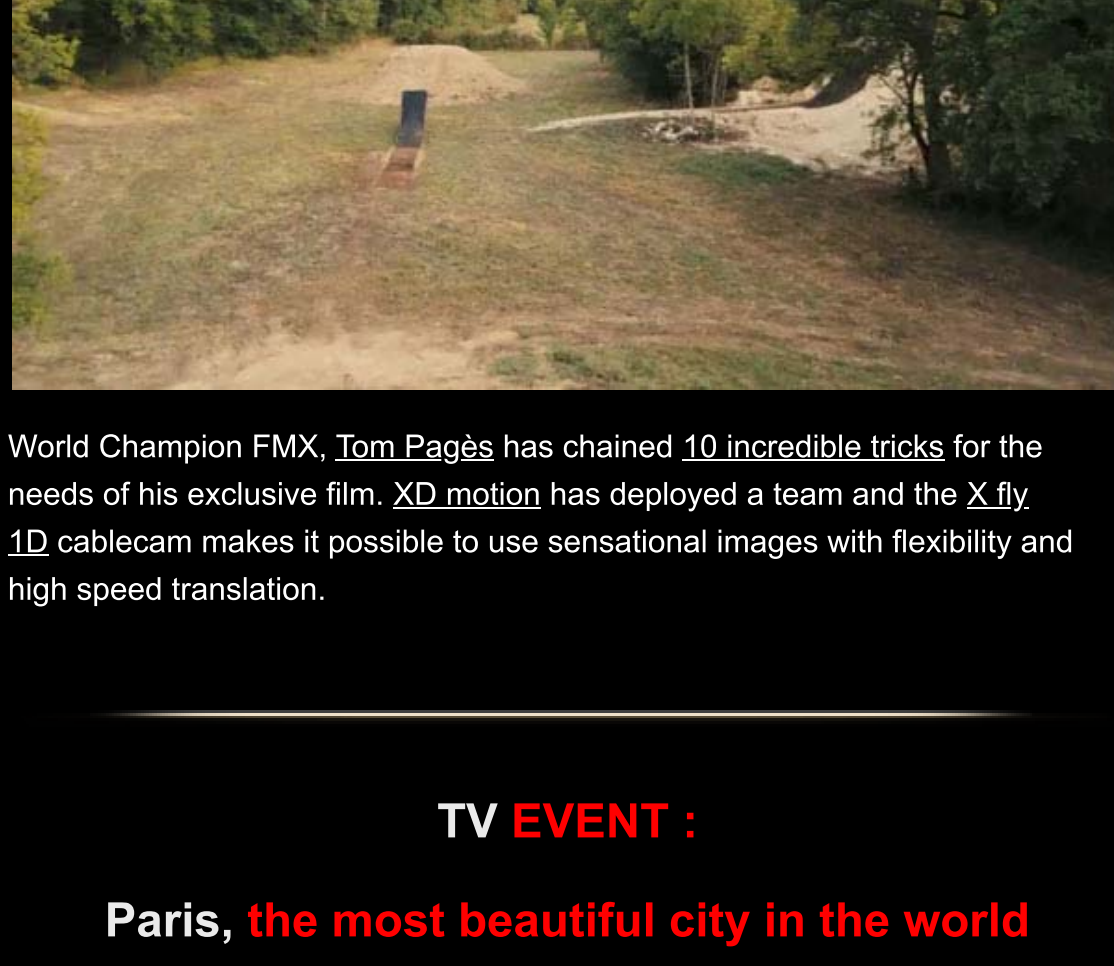 World Champion FMX, Tom Pagès has chained 10 incredible tricks for the
needs of his exclusive film. XD motion has deployed a team and the X fly
1D cablecam makes it possible to use sensational images with flexibility and
high speed translation.
TV EVENT :
Paris, the most beautiful city in the world